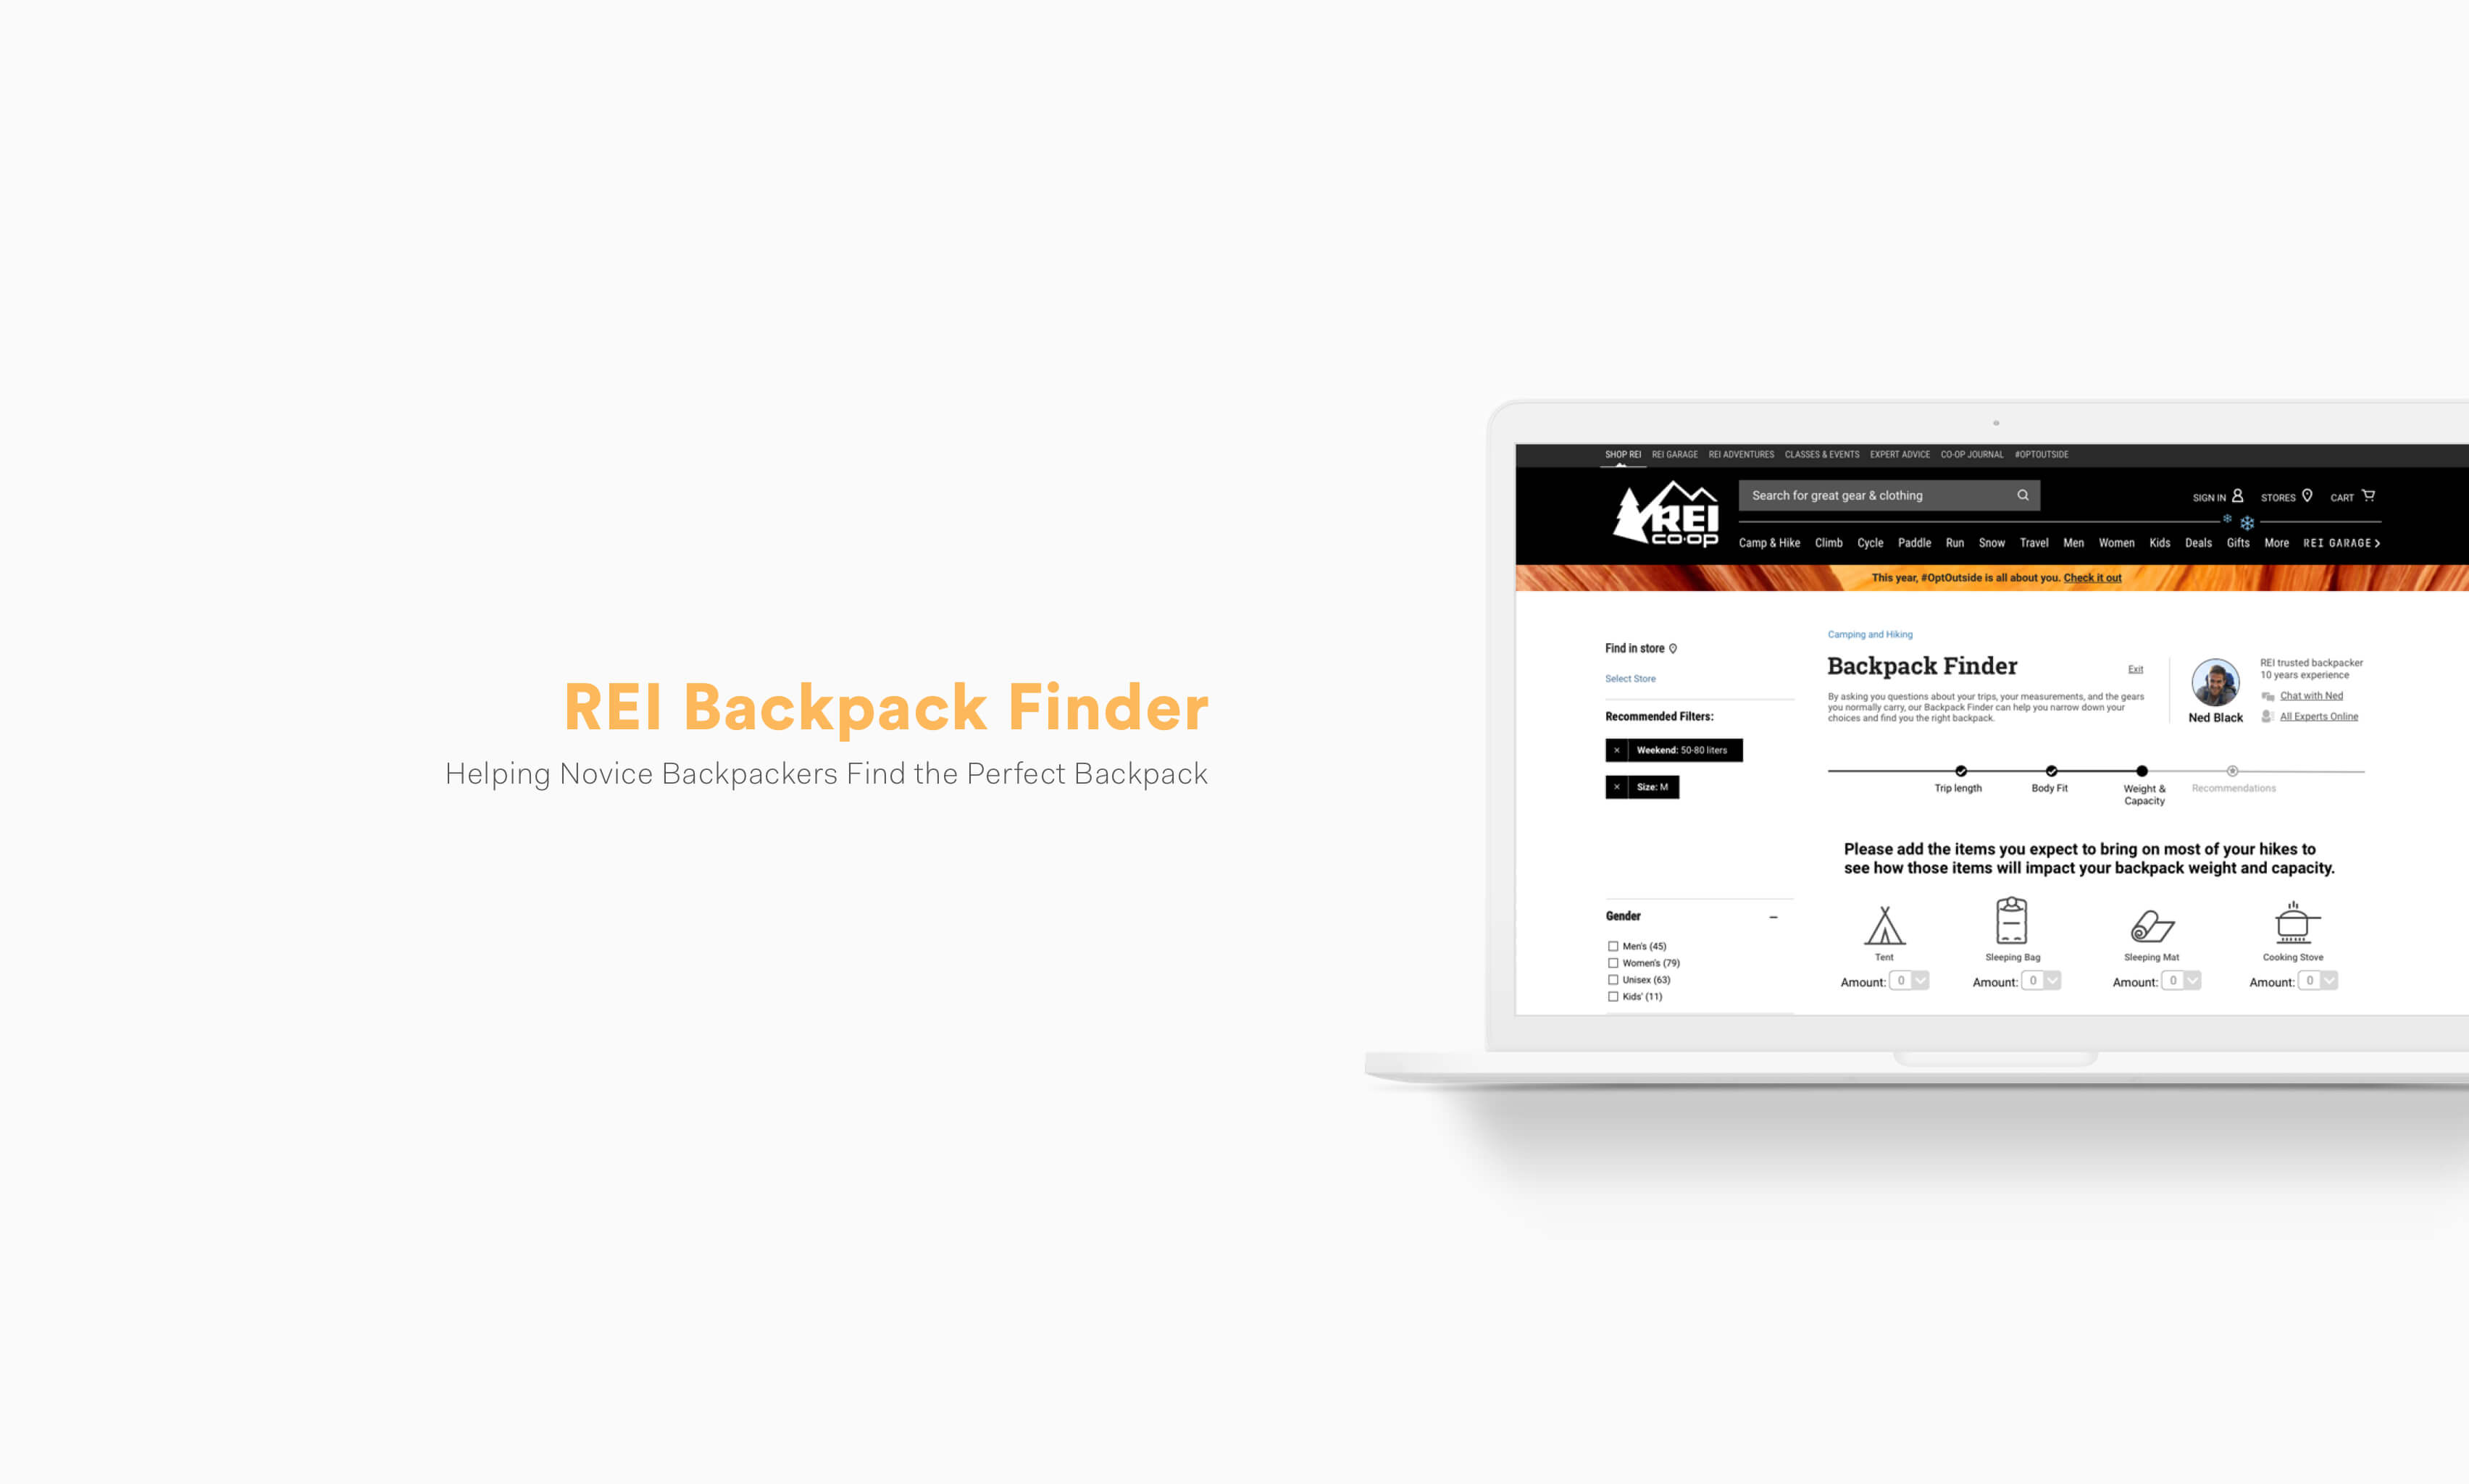 REI Backpack Finder
Helping Novice Backpackers Find the Perfect Backpack
SHOP REI REI GARAGE REI ADVENTURES CLASSES & EVENTS EXPERT ADVICE CO-OP JOURNAL #OPTOUTSIDE
REI
CO·OP
Search for great gear & clothing
SIGN IN STORES CART
Camp & Hike Climb Cycle Paddle Run Snow Travel Men Women Kids Deals Gifts More REI GARAGE >
This year, #OptOutside is all about you. Check it out
Find in store
Select Store
Recommended Filters:
× Weekend: 50-80 liters
× Size: M
Gender −
Men's (45)
Women's (79)
Unisex (63)
Kids' (11)
Camping and Hiking
Backpack Finder
Exit
By asking you questions about your trips, your measurements, and the gears
you normally carry, our Backpack Finder can help you narrow down your
choices and find you the right backpack.
Ned Black
REI trusted backpacker
10 years experience
Chat with Ned
All Experts Online
Trip length
Body Fit
Weight &
Capacity
Recommendations
Please add the items you expect to bring on most of your hikes to
see how those items will impact your backpack weight and capacity.
Tent
Amount: 0
Sleeping Bag
Amount: 0
Sleeping Mat
Amount: 0
Cooking Stove
Amount: 0